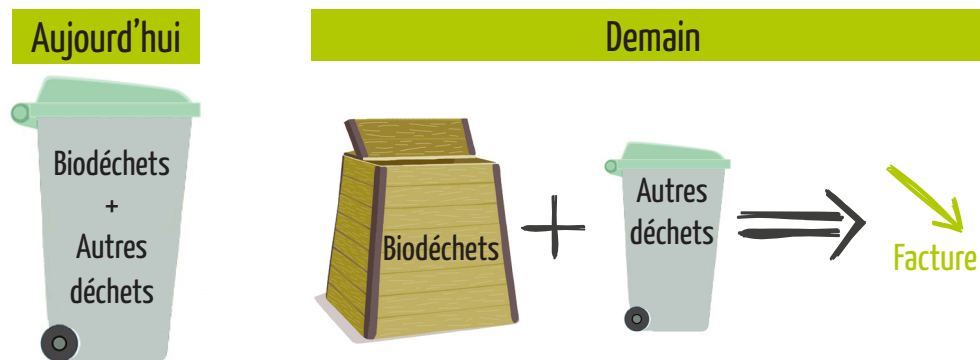 Aujourd'hui
Biodéchets
+
Autres
déchets
Demain
Biodéchets
+
Autres
déchets
Facture